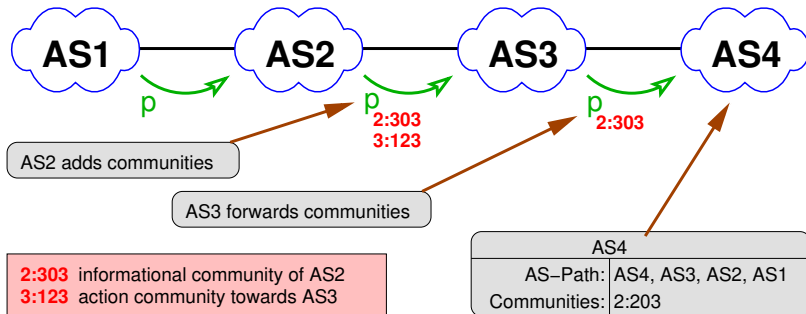 AS1 AS2 AS3 AS4
p p p
2:303 2:303
3:123
AS2 adds communities
AS3 forwards communities
2:303 informational community of AS2
3:123 action community towards AS3
AS4
AS−Path: AS4, AS3, AS2, AS1
Communities: 2:203